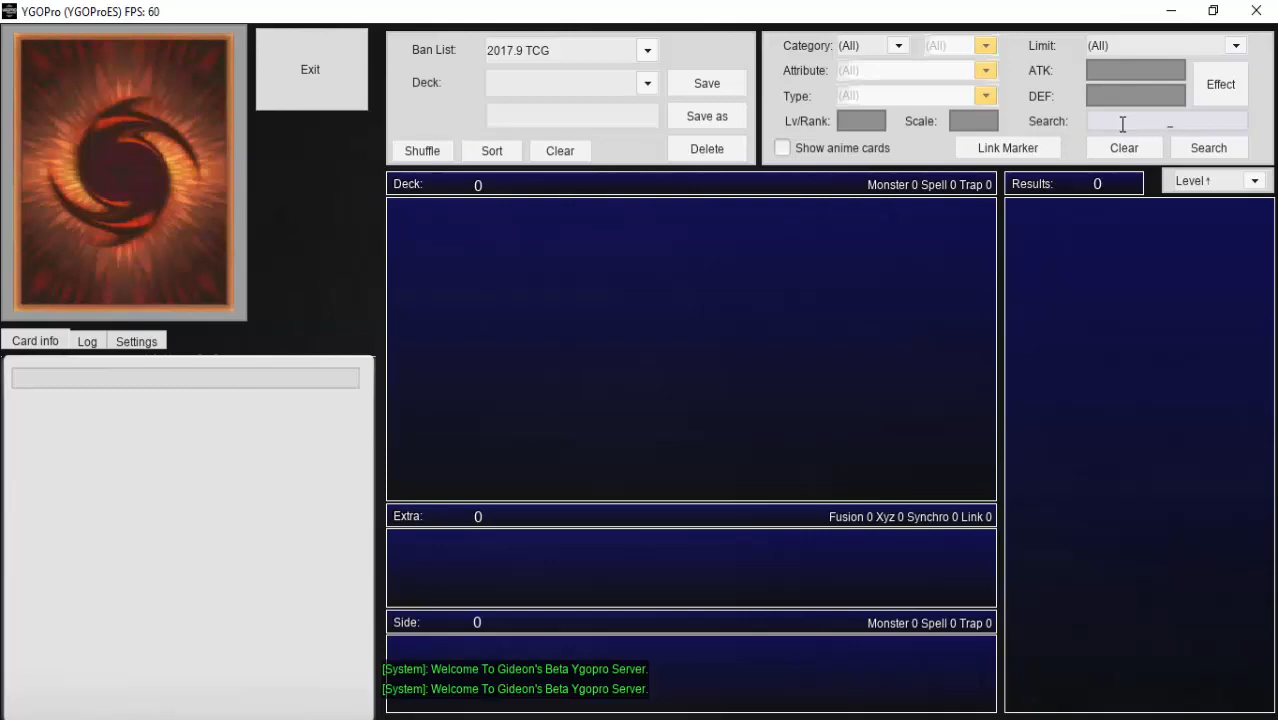 YGOPro (YGOProES) FPS: 60
Exit
Ban List: 2017.9 TCG
Deck:
Save
Save as
Shuffle Sort Clear Delete
Category: (All) (All) Limit: (All)
Attribute: (All) ATK:
Effect
Type: (All) DEF:
Lv/Rank: Scale: Search:
Show anime cards Link Marker Clear Search
Deck: 0 Monster 0 Spell 0 Trap 0
Results: 0 Level↑
Card info Log Settings
Extra: 0 Fusion 0 Xyz 0 Synchro 0 Link 0
Side: 0 Monster 0 Spell 0 Trap 0
[System]: Welcome To Gideon's Beta Ygopro Server.
[System]: Welcome To Gideon's Beta Ygopro Server.